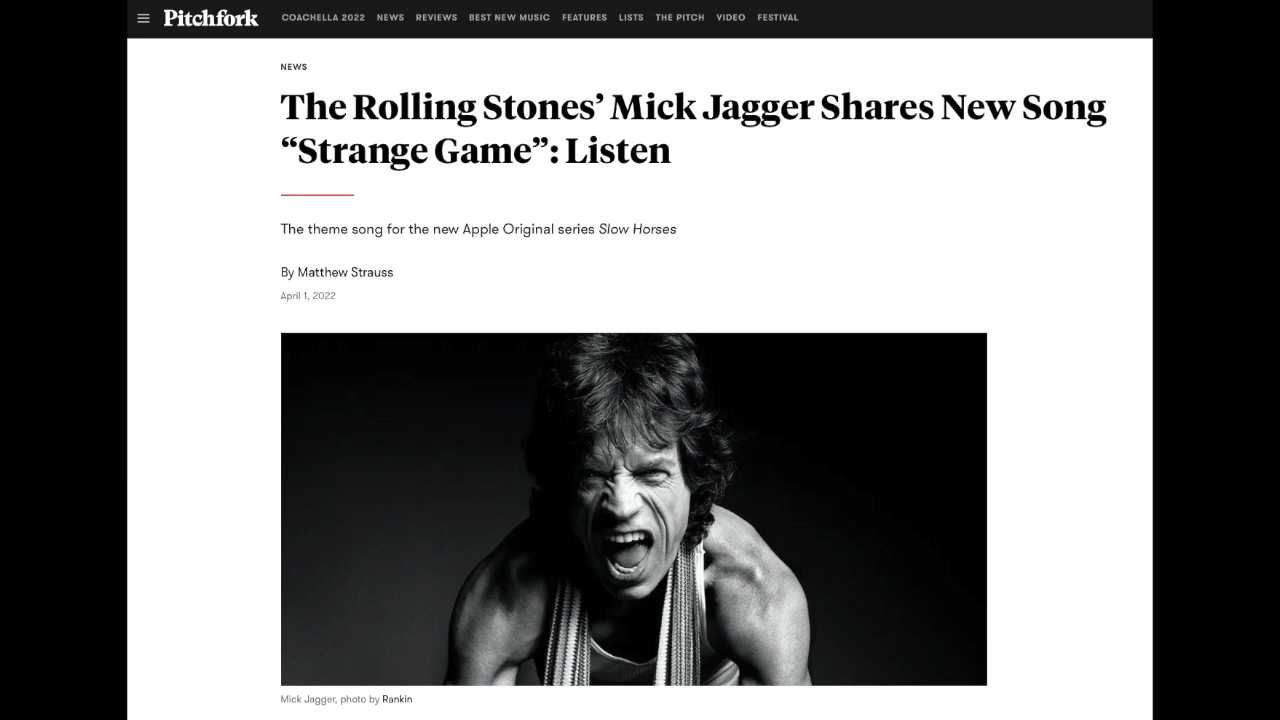 Pitchfork COACHELLA 2022 NEWS REVIEWS BEST NEW MUSIC FEATURES LISTS THE PITCH VIDEO FESTIVAL
NEWS
The Rolling Stones’ Mick Jagger Shares New Song
“Strange Game”: Listen
The theme song for the new Apple Original series Slow Horses
By Matthew Strauss
April 1, 2022
Mick Jagger, photo by Rankin